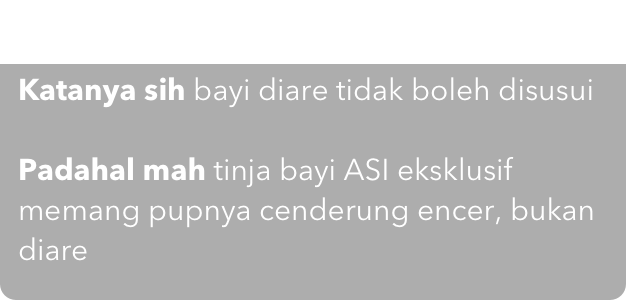 Katanya sih bayi diare tidak boleh disusui
Padahal mah tinja bayi ASI eksklusif
memang pupnya cenderung encer, bukan
diare